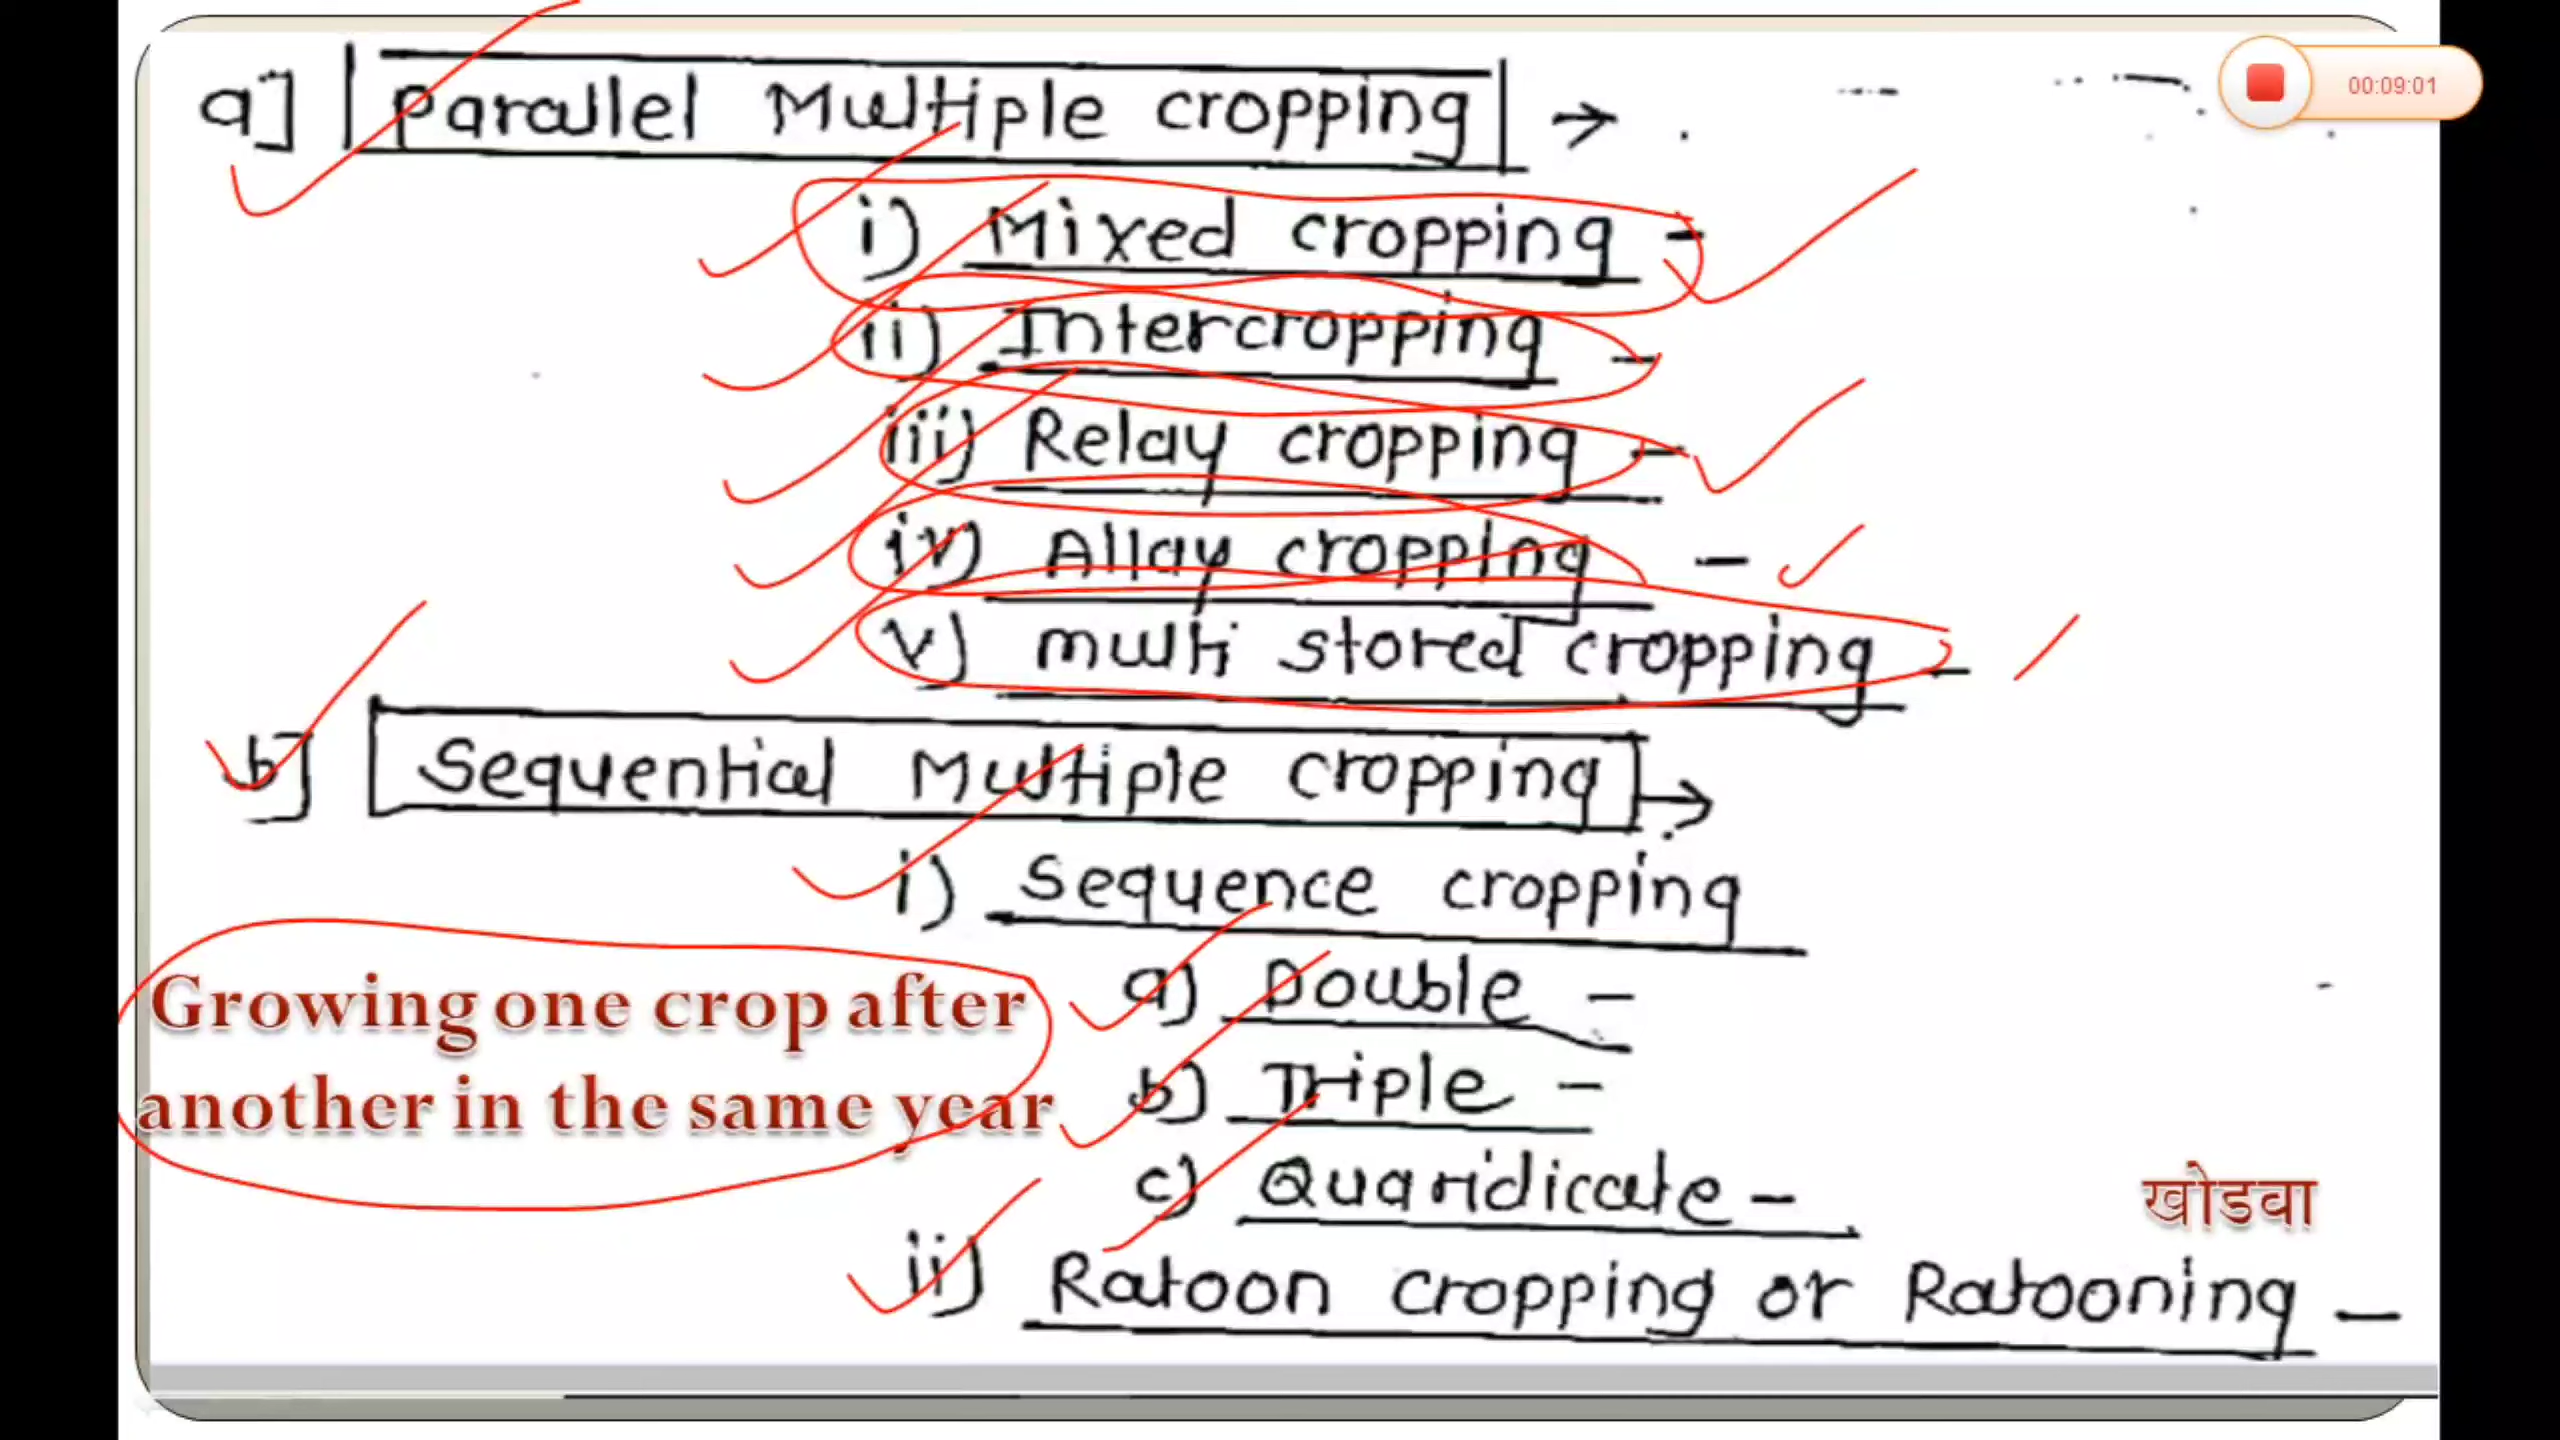 a] Parallel Multiple cropping →
00:09:01
i) Mixed cropping -
ii) Intercropping -
iii) Relay cropping -
iv) Allay cropping -
v) multi stored cropping -
b] Sequential Multiple cropping →
i) Sequence cropping
a) Double -
Growing one crop after
another in the same year
b) Triple -
c) Quaridicate -
खोडवा
ii) Ratoon cropping or Ratooning -